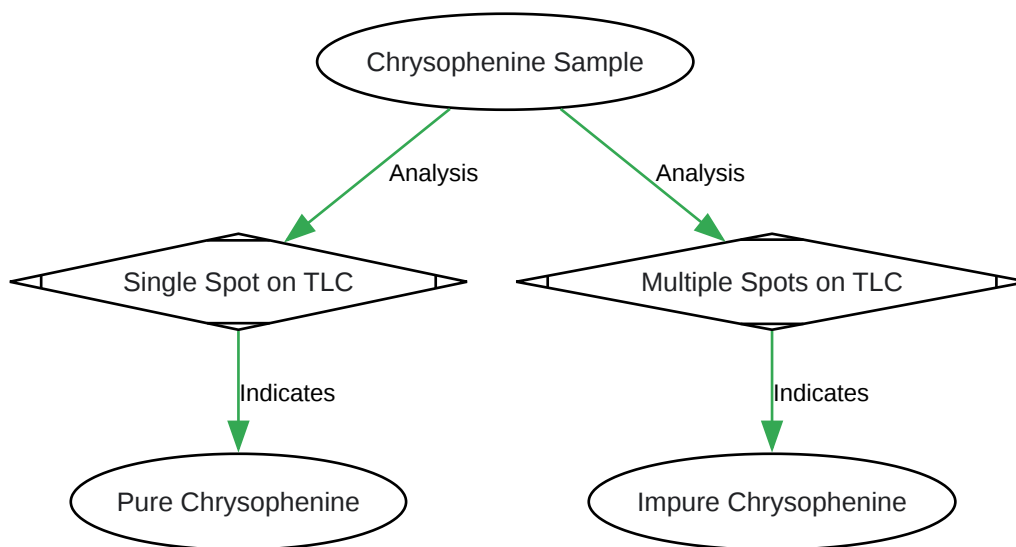 Chrysophenine Sample
Analysis
Analysis
Single Spot on TLC
Multiple Spots on TLC
Indicates
Indicates
Pure Chrysophenine
Impure Chrysophenine